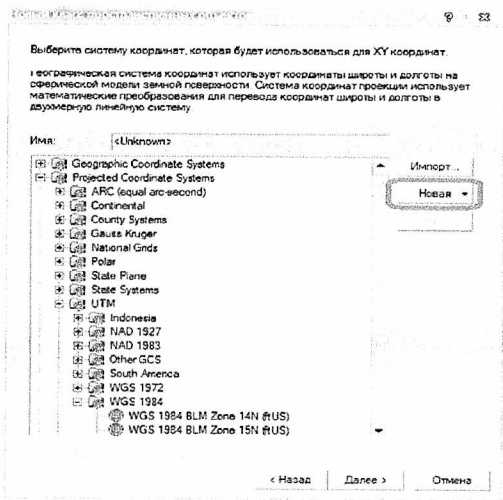 Новый класс пространственных объектов
Выберите систему координат, которая будет использоваться для XY координат.
Географическая система координат использует координаты широты и долготы на
сферической модели земной поверхности. Система координат проекции использует
математические преобразования для перевода координат широты и долготы в
двухмерную линейную систему.
Имя: <Unknown>
Geographic Coordinate Systems
Импорт...
Projected Coordinate Systems
ARC (equal arc-second)
Новая
Continental
County Systems
Gauss Kruger
National Grids
Polar
State Plane
State Systems
UTM
Indonesia
NAD 1927
NAD 1983
Other GCS
South America
WGS 1972
WGS 1984
WGS 1984 BLM Zone 14N (ftUS)
WGS 1984 BLM Zone 15N (ftUS)
< Назад Далее > Отмена